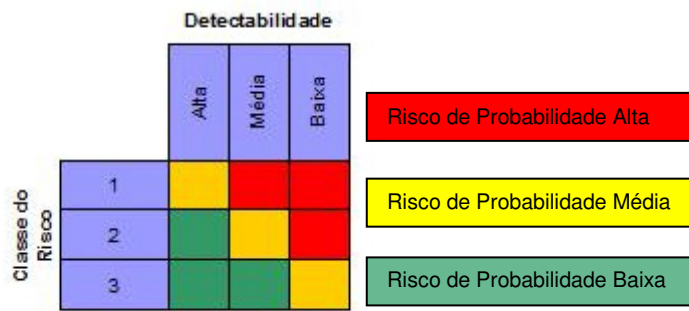 Detectabilidade
Alta
Média
Baixa
Classe do
Risco
1
2
3
Risco de Probabilidade Alta
Risco de Probabilidade Média
Risco de Probabilidade Baixa